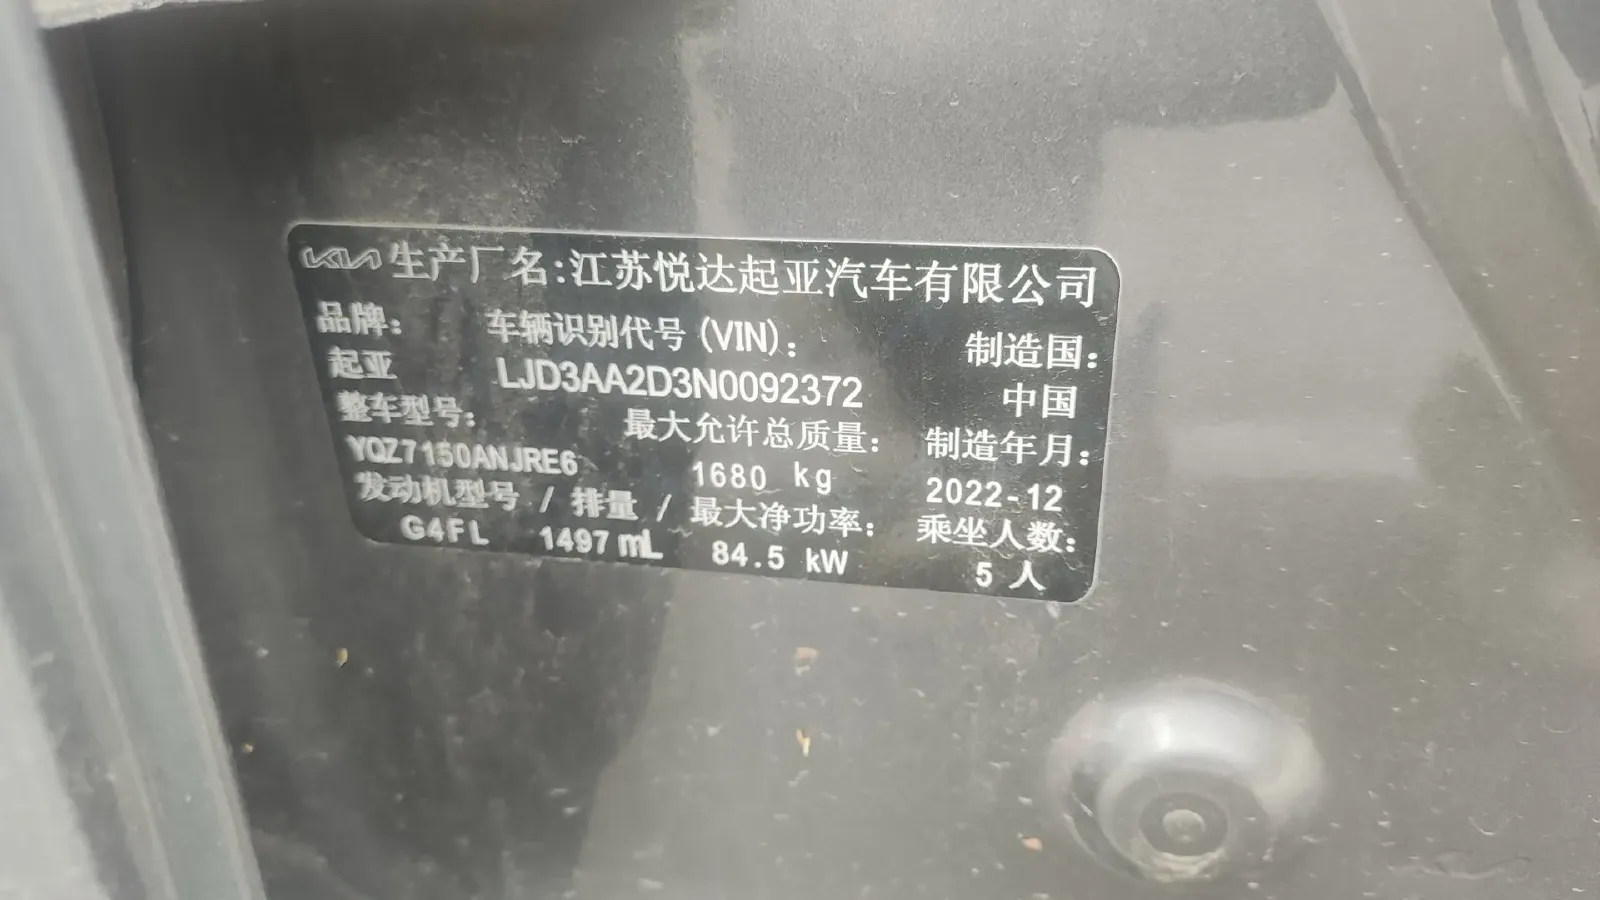 KIA 生产厂名:江苏悦达起亚汽车有限公司
品牌: 车辆识别代号(VIN): 制造国:
起亚 LJD3AA2D3N0092372 中国
整车型号: 最大允许总质量: 制造年月:
YQZ7150ANJRE6 1680 kg 2022-12
发动机型号 / 排量 / 最大净功率: 乘坐人数:
G4FL 1497 mL 84.5 kW 5 人